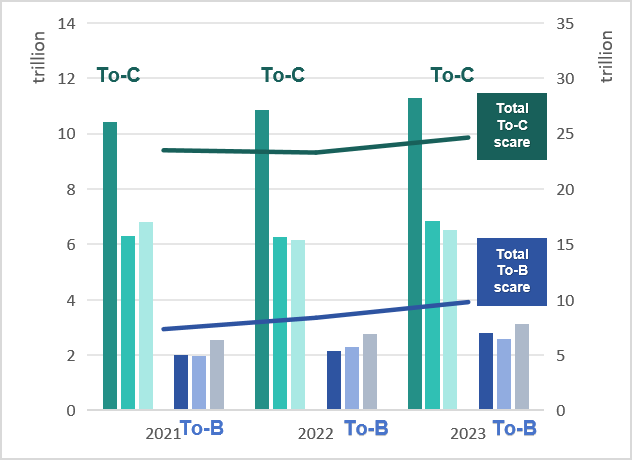 trillion
trillion
14
12
10
8
6
4
2
0
35
30
25
20
15
10
5
0
To-C
To-C
To-C
Total
To-C
scare
Total
To-B
scare
2021
To-B
2022
To-B
2023
To-B